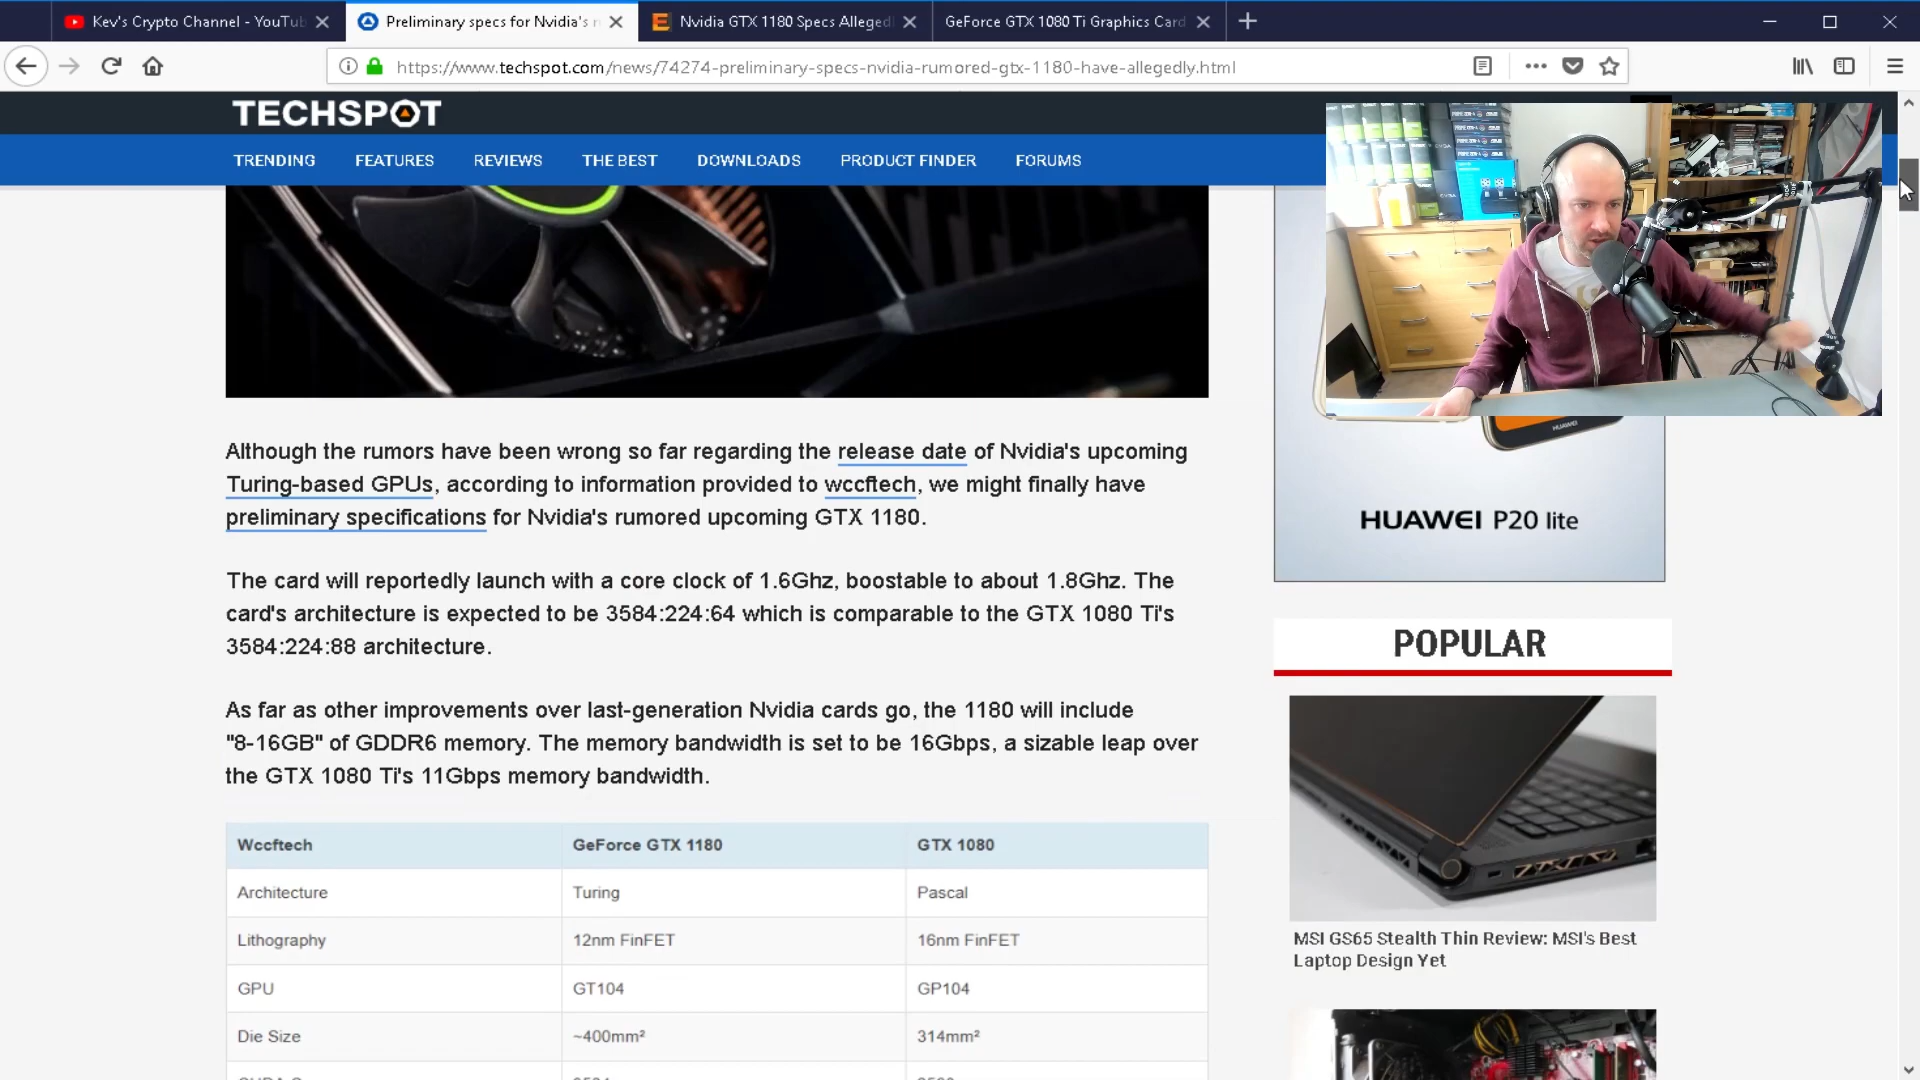 Kev's Crypto Channel - YouTub
Preliminary specs for Nvidia's r
Nvidia GTX 1180 Specs Alleged
GeForce GTX 1080 Ti Graphics Card
https://www.techspot.com/news/74274-preliminary-specs-nvidia-rumored-gtx-1180-have-allegedly.html
TECHSPOT
TRENDING FEATURES REVIEWS THE BEST DOWNLOADS PRODUCT FINDER FORUMS
Although the rumors have been wrong so far regarding the release date of Nvidia's upcoming
Turing-based GPUs, according to information provided to wccftech, we might finally have
preliminary specifications for Nvidia's rumored upcoming GTX 1180.
The card will reportedly launch with a core clock of 1.6Ghz, boostable to about 1.8Ghz. The
card's architecture is expected to be 3584:224:64 which is comparable to the GTX 1080 Ti's
3584:224:88 architecture.
As far as other improvements over last-generation Nvidia cards go, the 1180 will include
"8-16GB" of GDDR6 memory. The memory bandwidth is set to be 16Gbps, a sizable leap over
the GTX 1080 Ti's 11Gbps memory bandwidth.
Wccftech GeForce GTX 1180 GTX 1080
Architecture Turing Pascal
Lithography 12nm FinFET 16nm FinFET
GPU GT104 GP104
Die Size ~400mm² 314mm²
HUAWEI
HUAWEI P20 lite
POPULAR
MSI GS65 Stealth Thin Review: MSI's Best
Laptop Design Yet